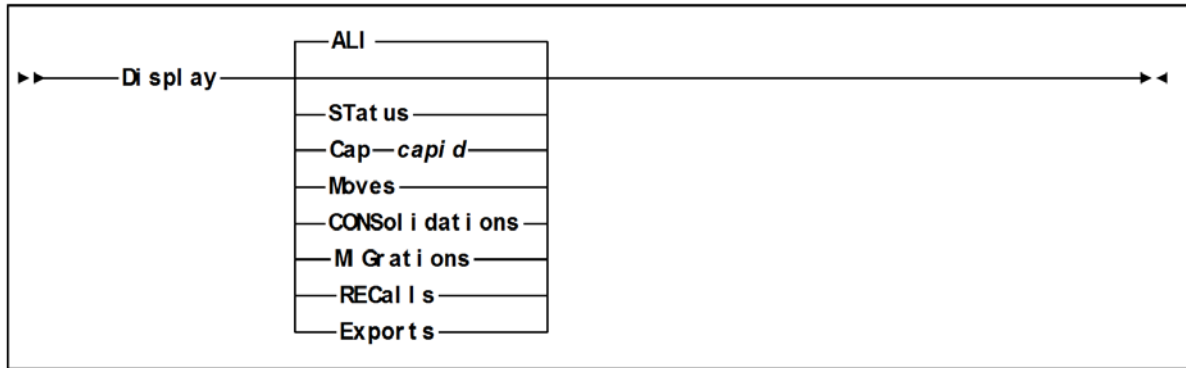 ALl
Display
STatus
Cap capid
Moves
CONSolidations
MIGrations
RECalls
Exports